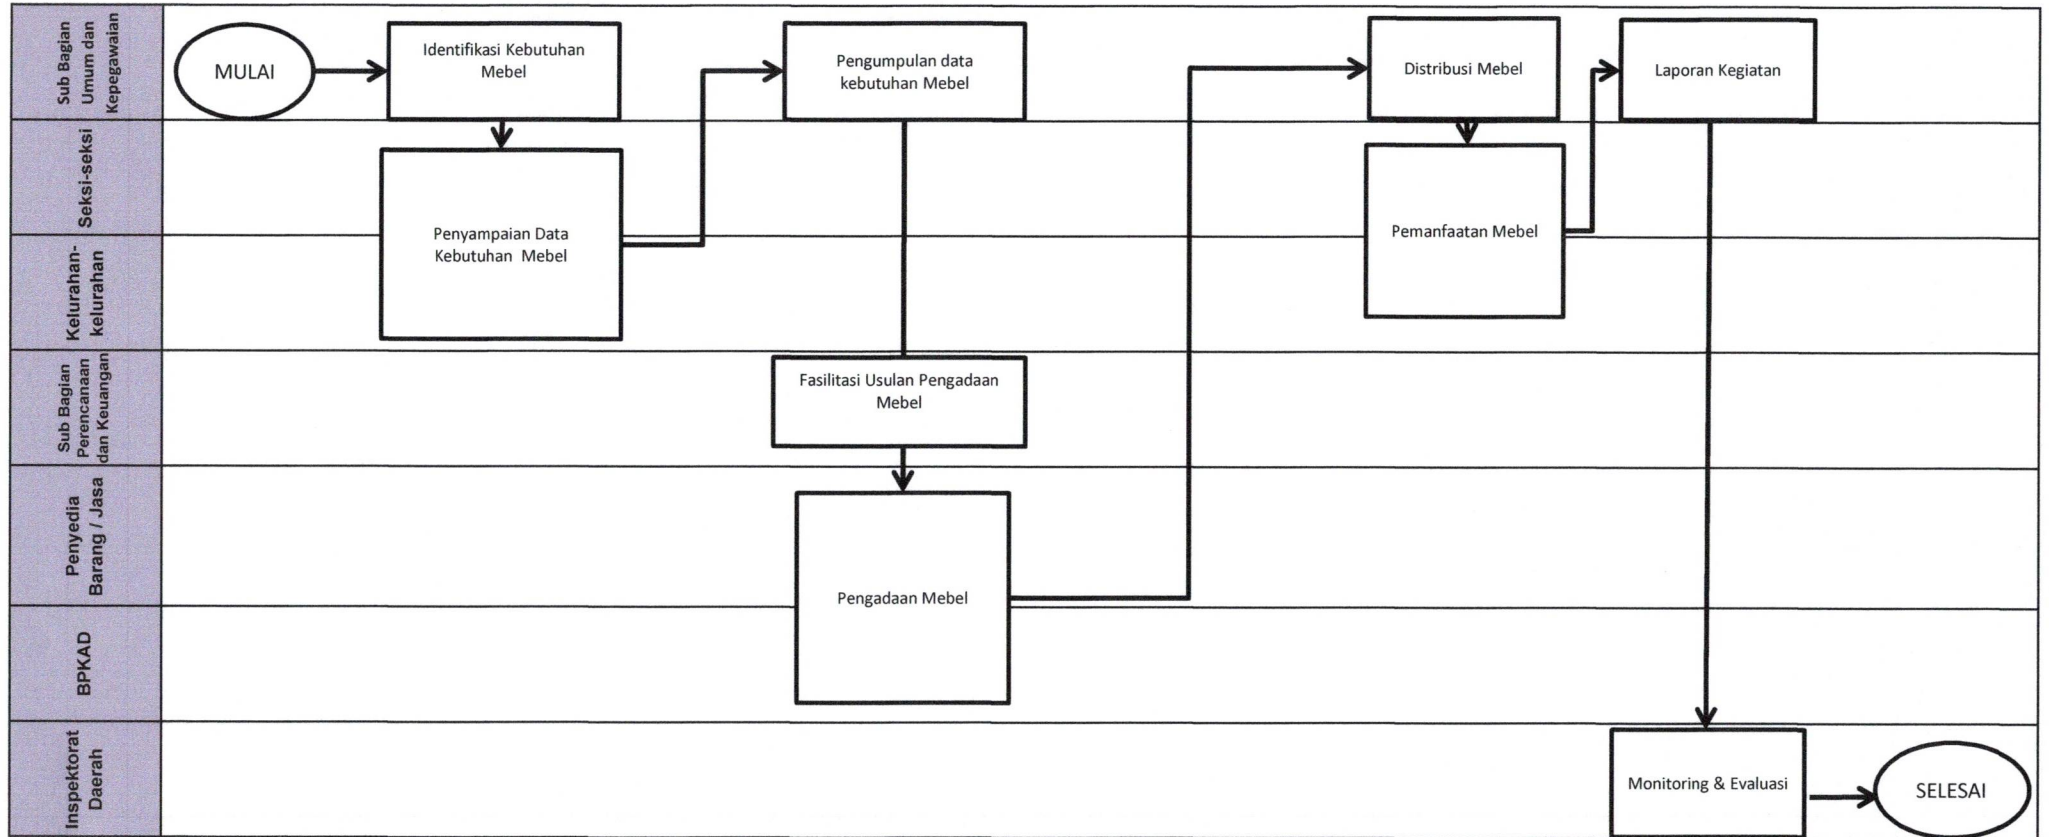 Sub Bagian
Umum dan
Kepegawaian
MULAI
Identifikasi Kebutuhan
Mebel
Pengumpulan data
kebutuhan Mebel
Distribusi Mebel
Laporan Kegiatan
Seksi-seksi
Kelurahan-
kelurahan
Penyampaian Data
Kebutuhan Mebel
Pemanfaatan Mebel
Sub Bagian
Perencanaan
dan Keuangan
Fasilitasi Usulan Pengadaan
Mebel
Penyedia
Barang / Jasa
Pengadaan Mebel
BPKAD
Inspektorat
Daerah
Monitoring & Evaluasi
SELESAI